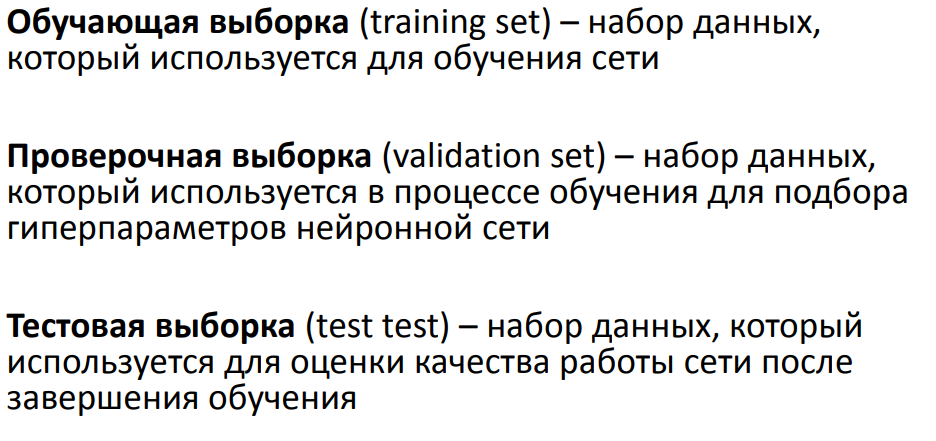 Обучающая выборка (training set) – набор данных,
который используется для обучения сети
Проверочная выборка (validation set) – набор данных,
который используется в процессе обучения для подбора
гиперпараметров нейронной сети
Тестовая выборка (test test) – набор данных, который
используется для оценки качества работы сети после
завершения обучения